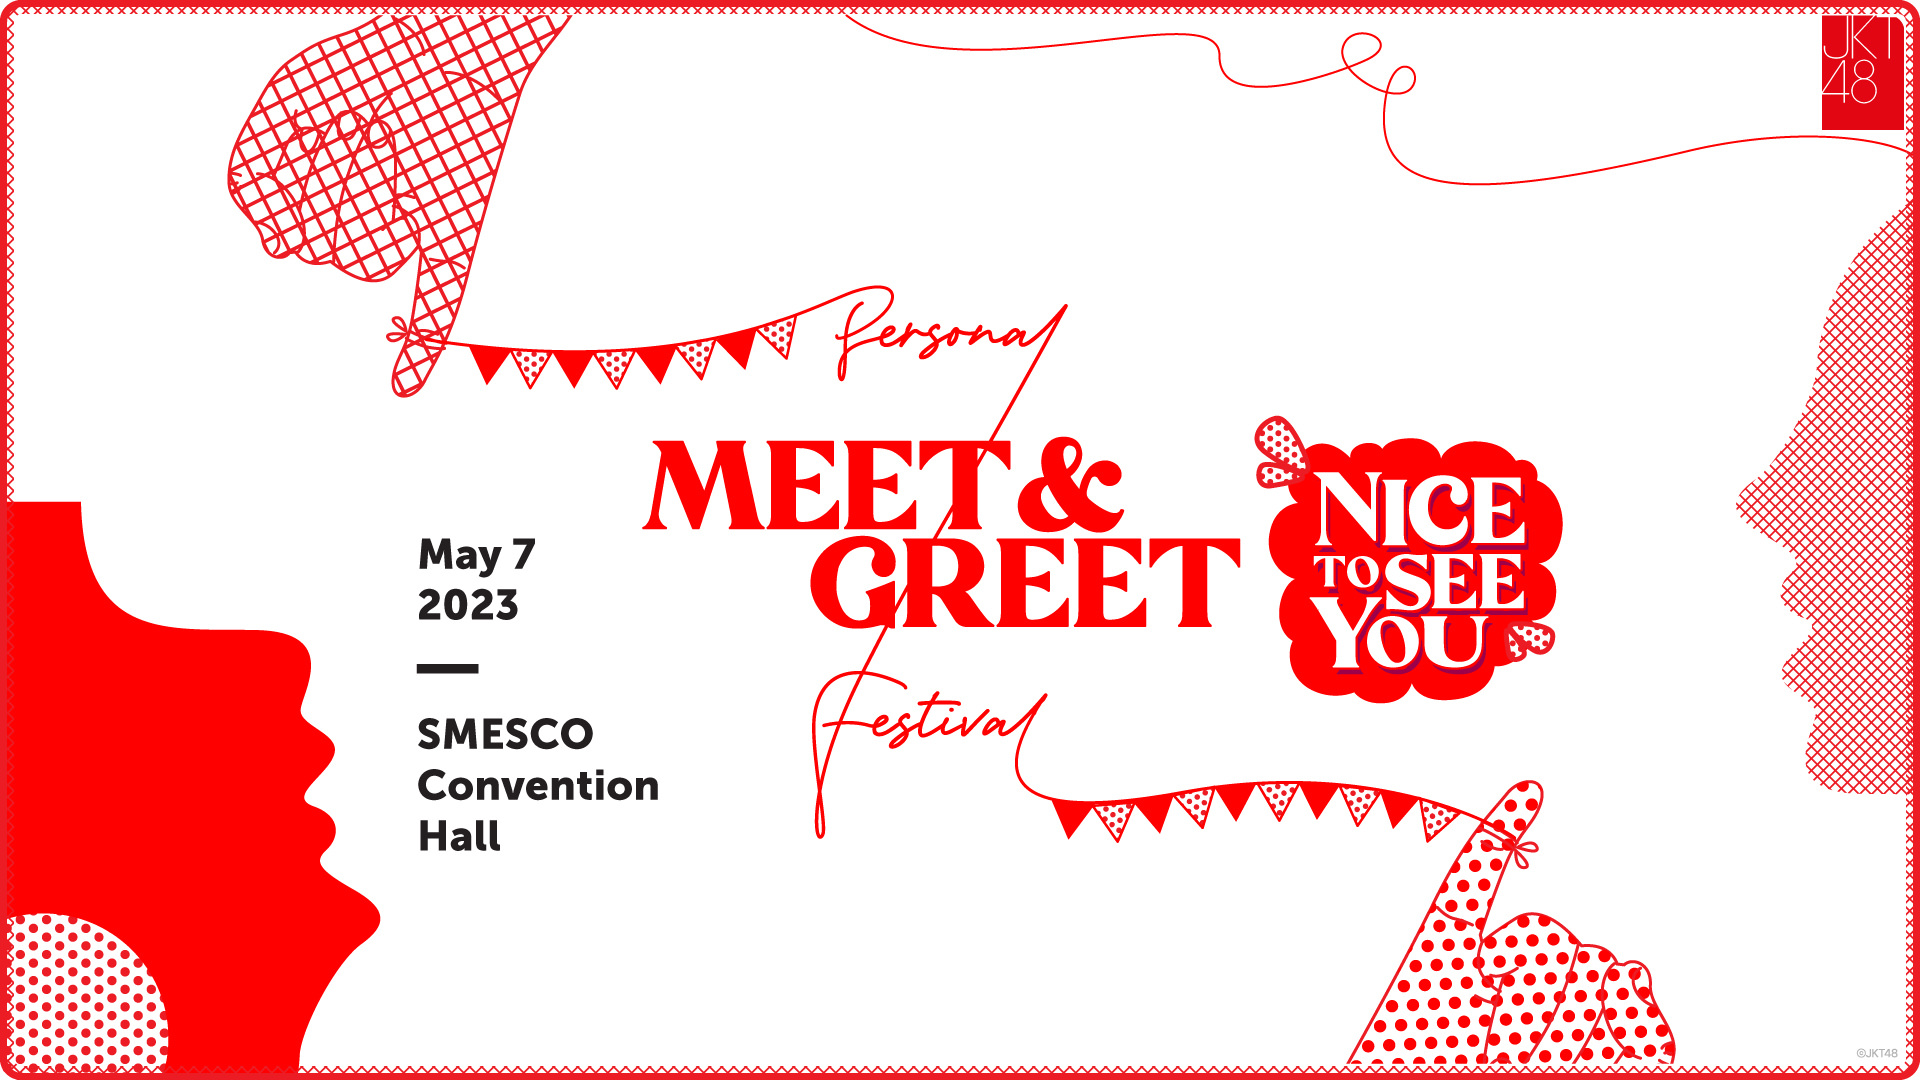 JKT
48
Personal
MEET &
GREET
Festival
NICE
TO SEE
YOU
May 7
2023
SMESCO
Convention
Hall
©JKT48